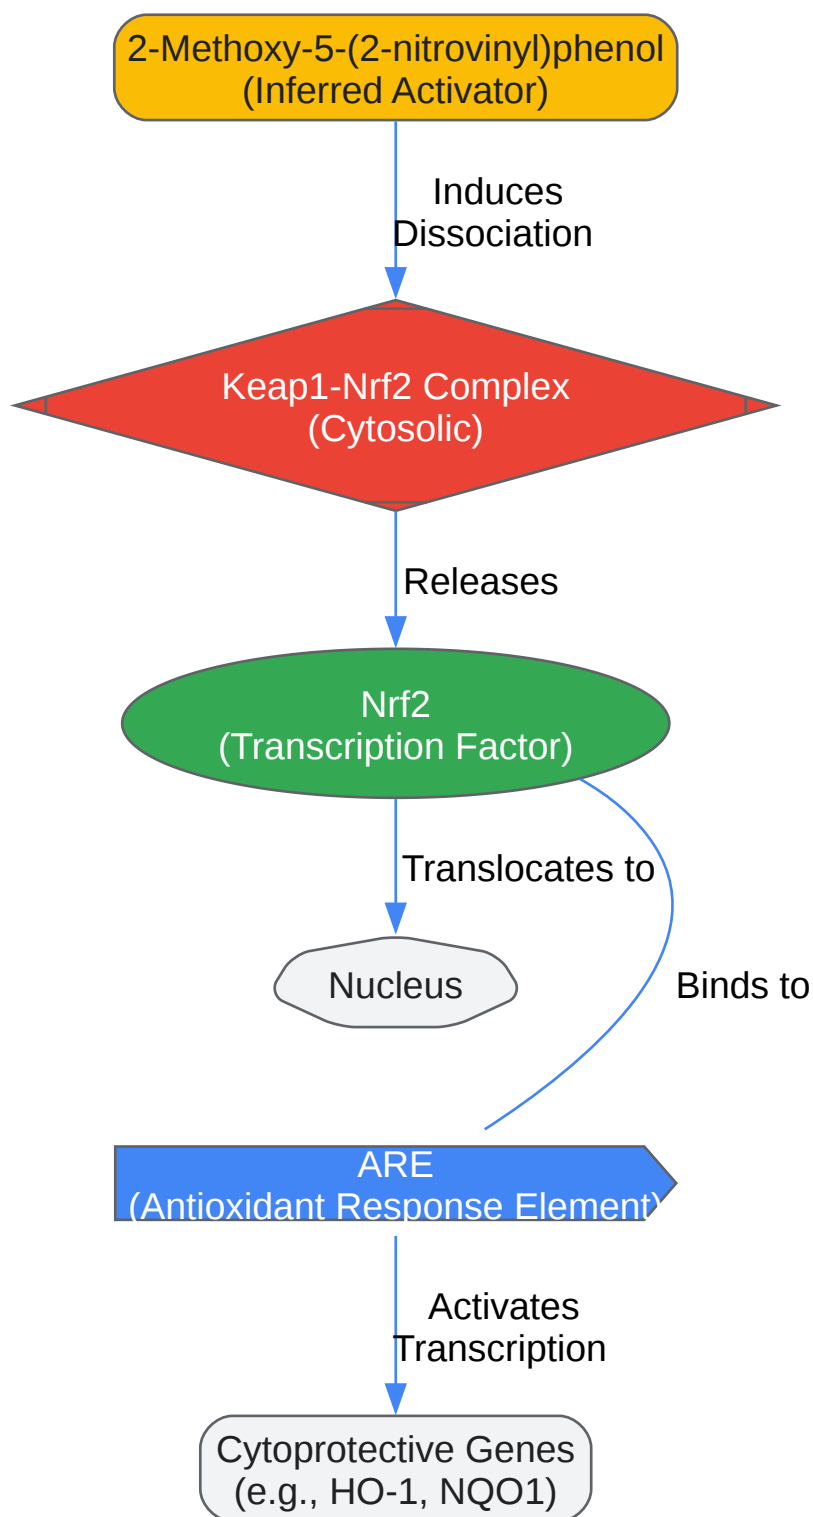 2-Methoxy-5-(2-nitrovinyl)phenol
(Inferred Activator)
Induces
Dissociation
Keap1-Nrf2 Complex
(Cytosolic)
Releases
Nrf2
(Transcription Factor)
Translocates to
Nucleus
Binds to
ARE
(Antioxidant Response Element)
Activates
Transcription
Cytoprotective Genes
(e.g., HO-1, NQO1)